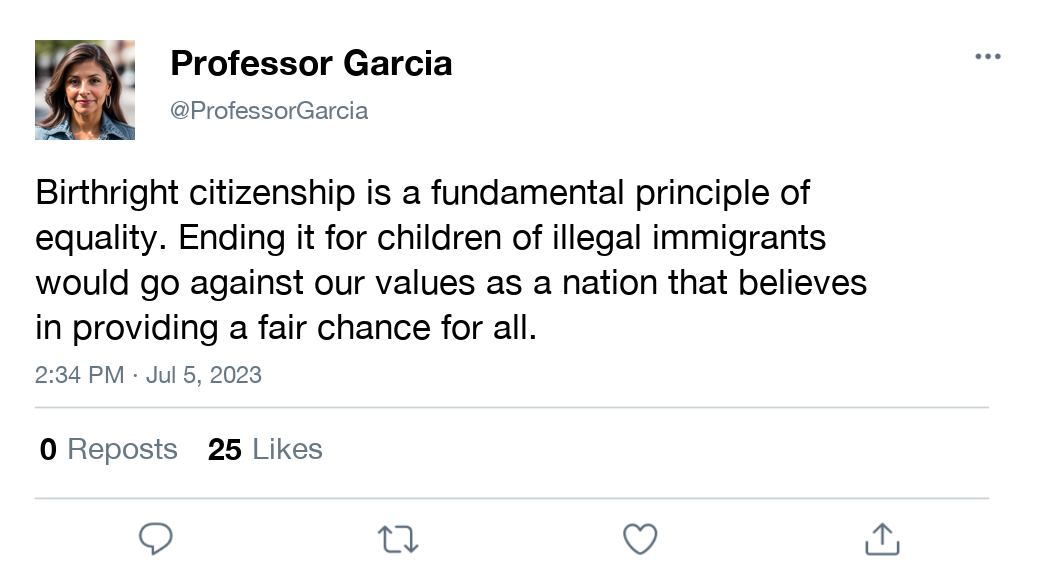 Professor Garcia
@ProfessorGarcia
Birthright citizenship is a fundamental principle of
equality. Ending it for children of illegal immigrants
would go against our values as a nation that believes
in providing a fair chance for all.
2:34 PM · Jul 5, 2023
0 Reposts 25 Likes